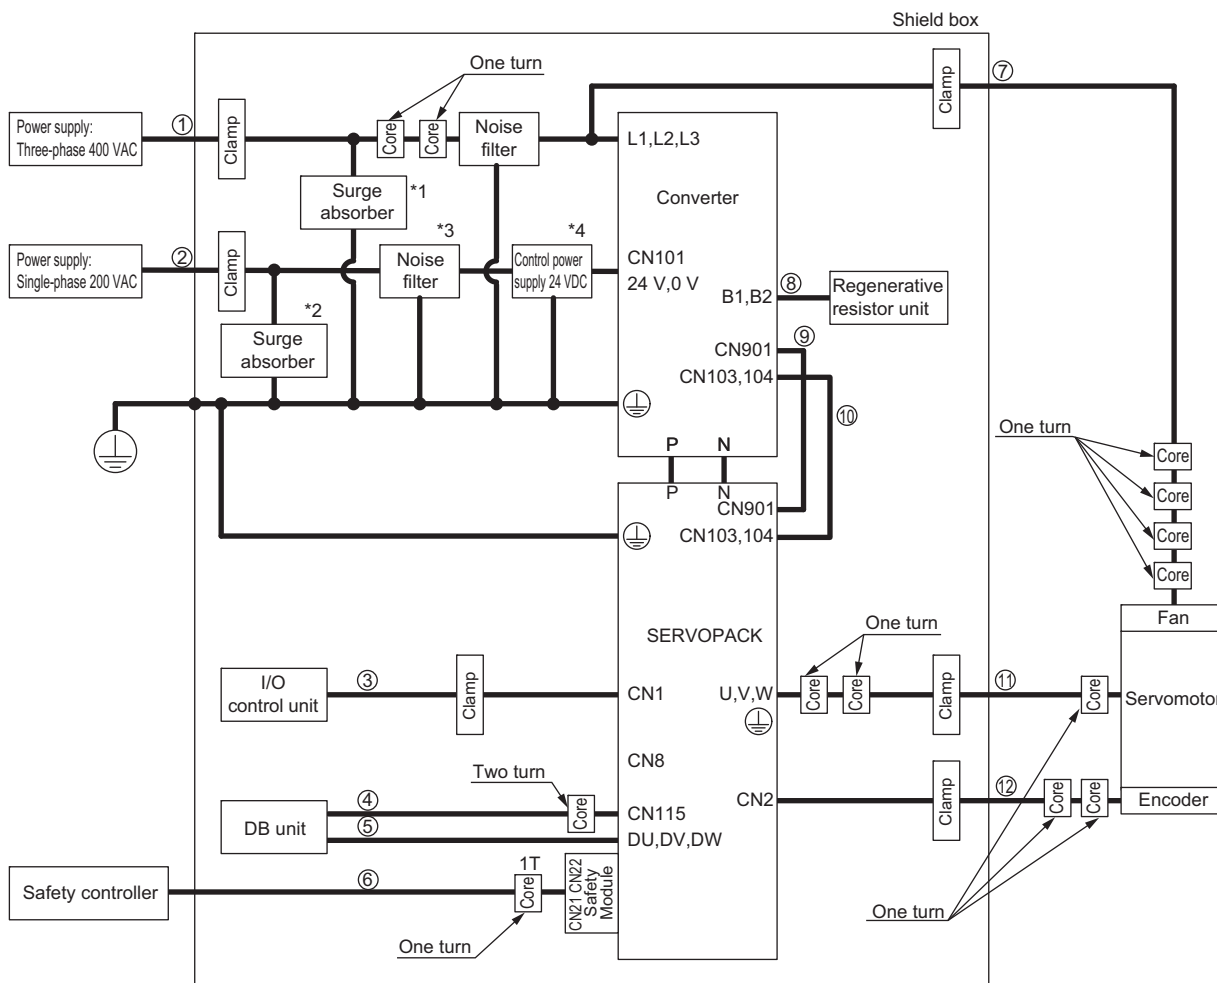 Shield box
One turn
⑦
Clamp
Power supply:
Three-phase 400 VAC
①
Clamp
Core
Core
Noise
filter
L1,L2,L3
Surge
absorber
*1
Converter
Power supply:
Single-phase 200 VAC
②
Clamp
*3
Noise
filter
*4
Control power
supply 24 VDC
CN101
24 V,0 V
B1,B2
⑧
Regenerative
resistor unit
*2
Surge
absorber
⑨
CN901
CN103,104
⑩
P
N
P
N
CN901
CN103,104
One turn
Core
Core
Core
Core
Fan
SERVOPACK
One turn
I/O
control unit
③
Clamp
CN1
U,V,W
Core
Core
Clamp
⑪
Core
Servomotor
CN8
Two turn
DB unit
④
Core
CN115
⑤
DU,DV,DW
CN2
Clamp
⑫
Core
Core
Encoder
Safety controller
⑥
1T
Core
CN21 CN22
Safety
Module
One turn
One turn